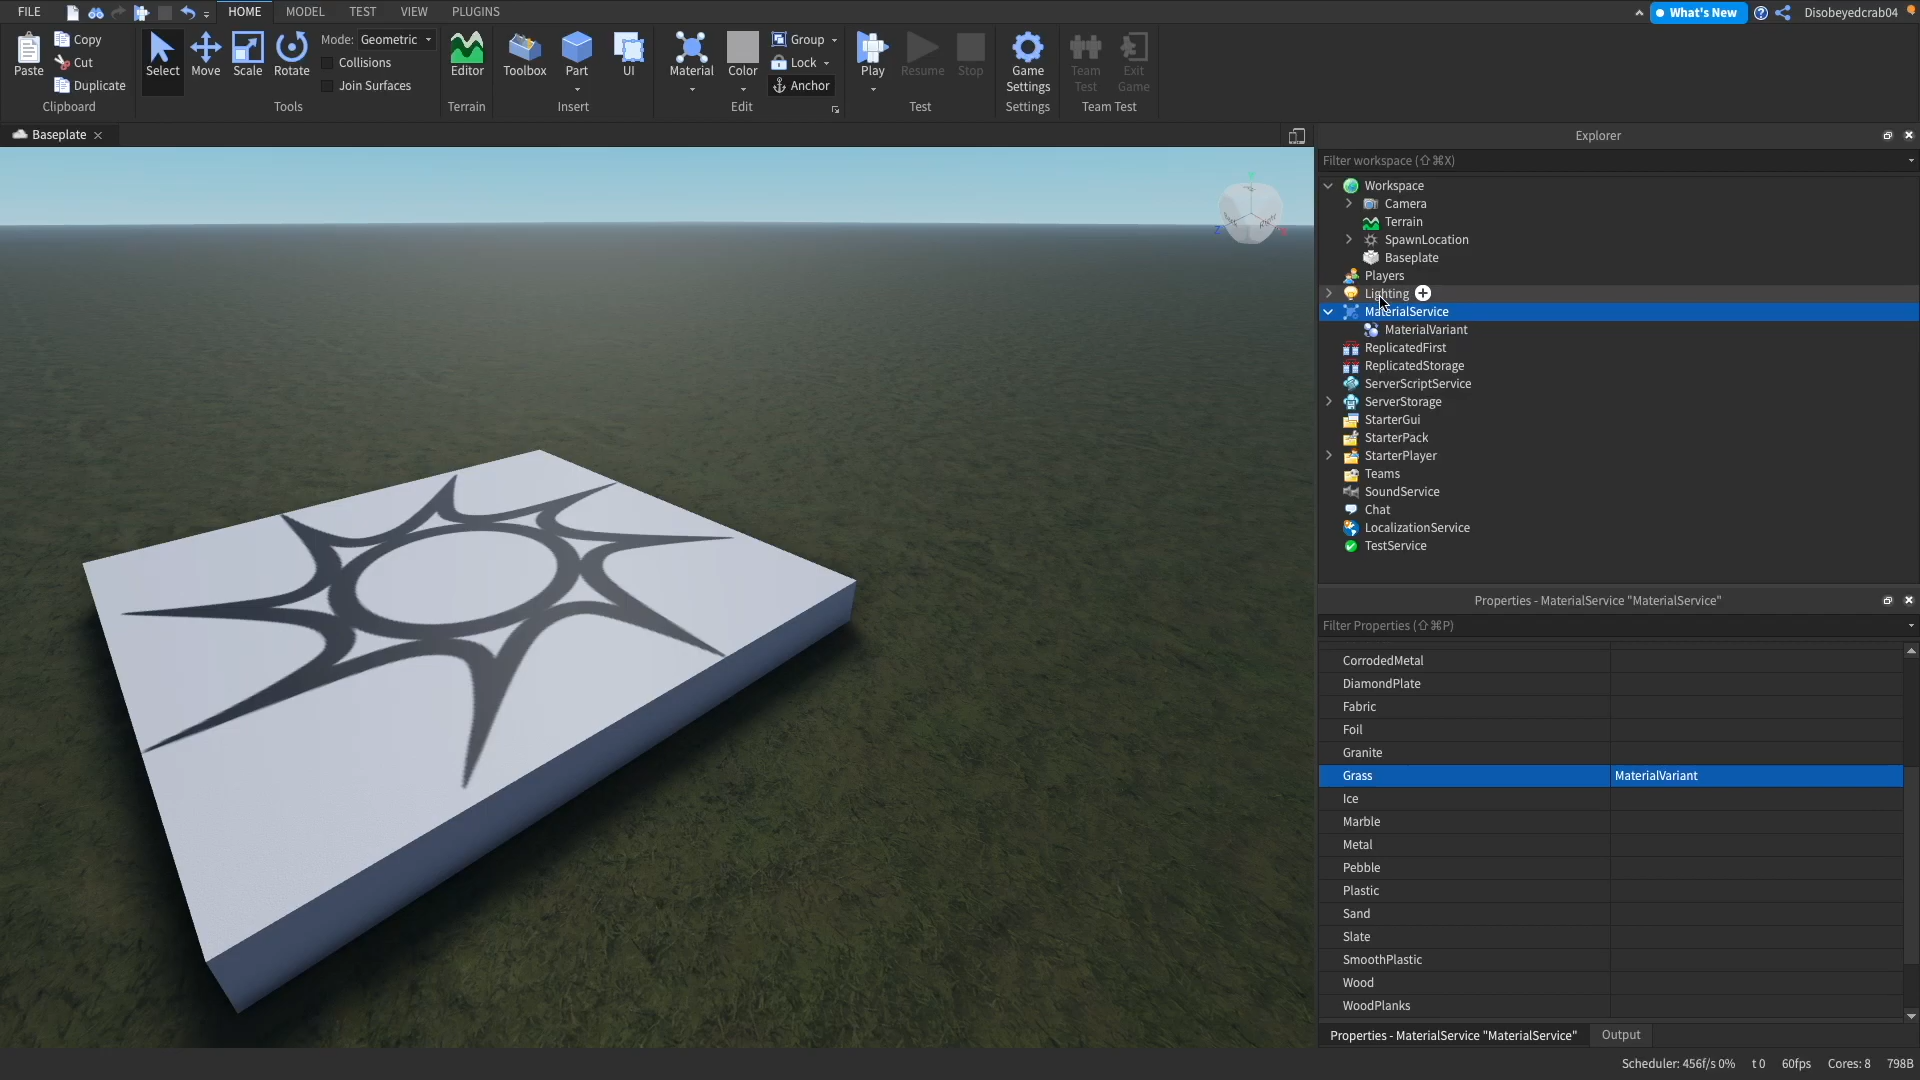 FILE HOME MODEL TEST VIEW PLUGINS What's New Disobeyedcrab04
Copy
Cut
Duplicate
Paste
Clipboard
Select Move Scale Rotate
Mode: Geometric
Collisions
Join Surfaces
Tools
Editor
Terrain
Toolbox Part UI
Insert
Material Color
Group
Lock
Anchor
Edit
Play Resume Stop
Test
Game Settings
Settings
Team Test
Exit Game
Team Test
Baseplate
Explorer
Filter workspace (⇧⌘X)
Workspace
Camera
Terrain
SpawnLocation
Baseplate
Players
Lighting
MaterialService
MaterialVariant
ReplicatedFirst
ReplicatedStorage
ServerScriptService
ServerStorage
StarterGui
StarterPack
StarterPlayer
Teams
SoundService
Chat
LocalizationService
TestService
Properties - MaterialService "MaterialService"
Filter Properties (⇧⌘P)
CorrodedMetal
DiamondPlate
Fabric
Foil
Granite
Grass MaterialVariant
Ice
Marble
Metal
Pebble
Plastic
Sand
Slate
SmoothPlastic
Wood
WoodPlanks
Properties - MaterialService "MaterialService" Output
Scheduler: 456f/s 0% t 0 60fps Cores: 8 798B